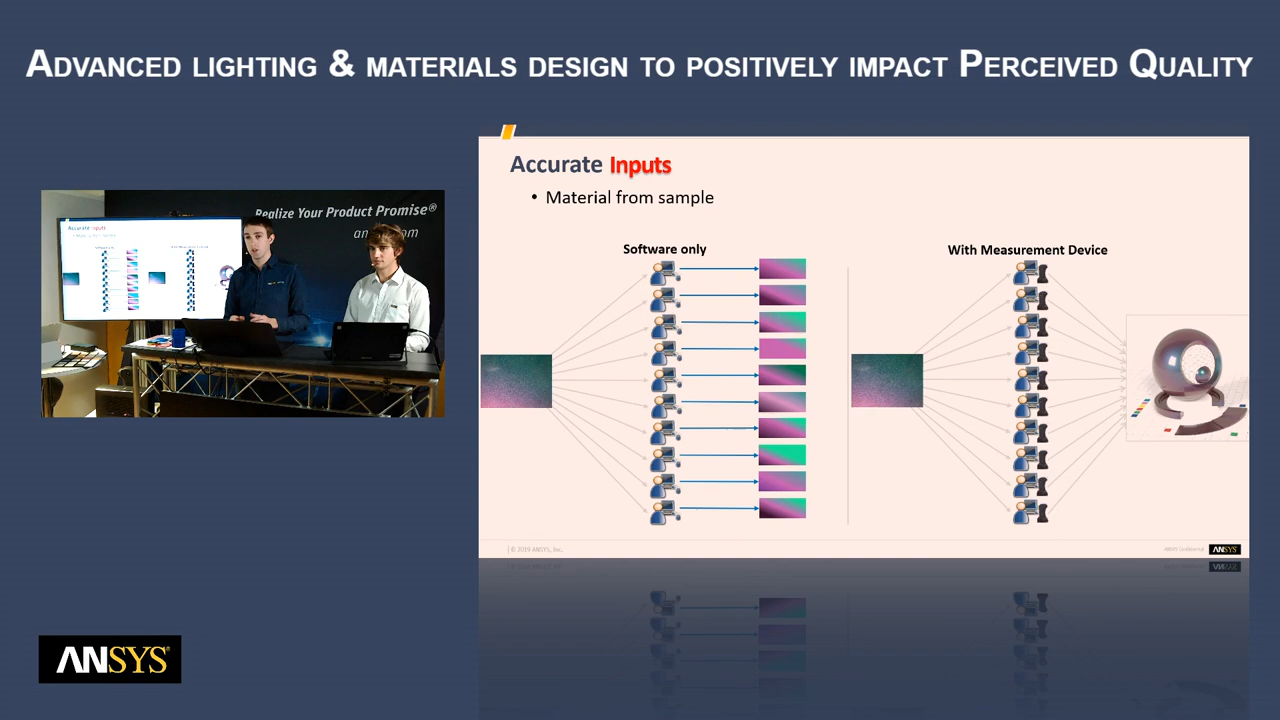 Advanced lighting & materials design to positively impact Perceived Quality
Accurate Inputs
• Material from sample
Software only
With Measurement Device
Realize Your Product Promise®
Accurate Inputs
© 2019 ANSYS, Inc.
ANSYS Confidential
ANSYS
ANSYS®